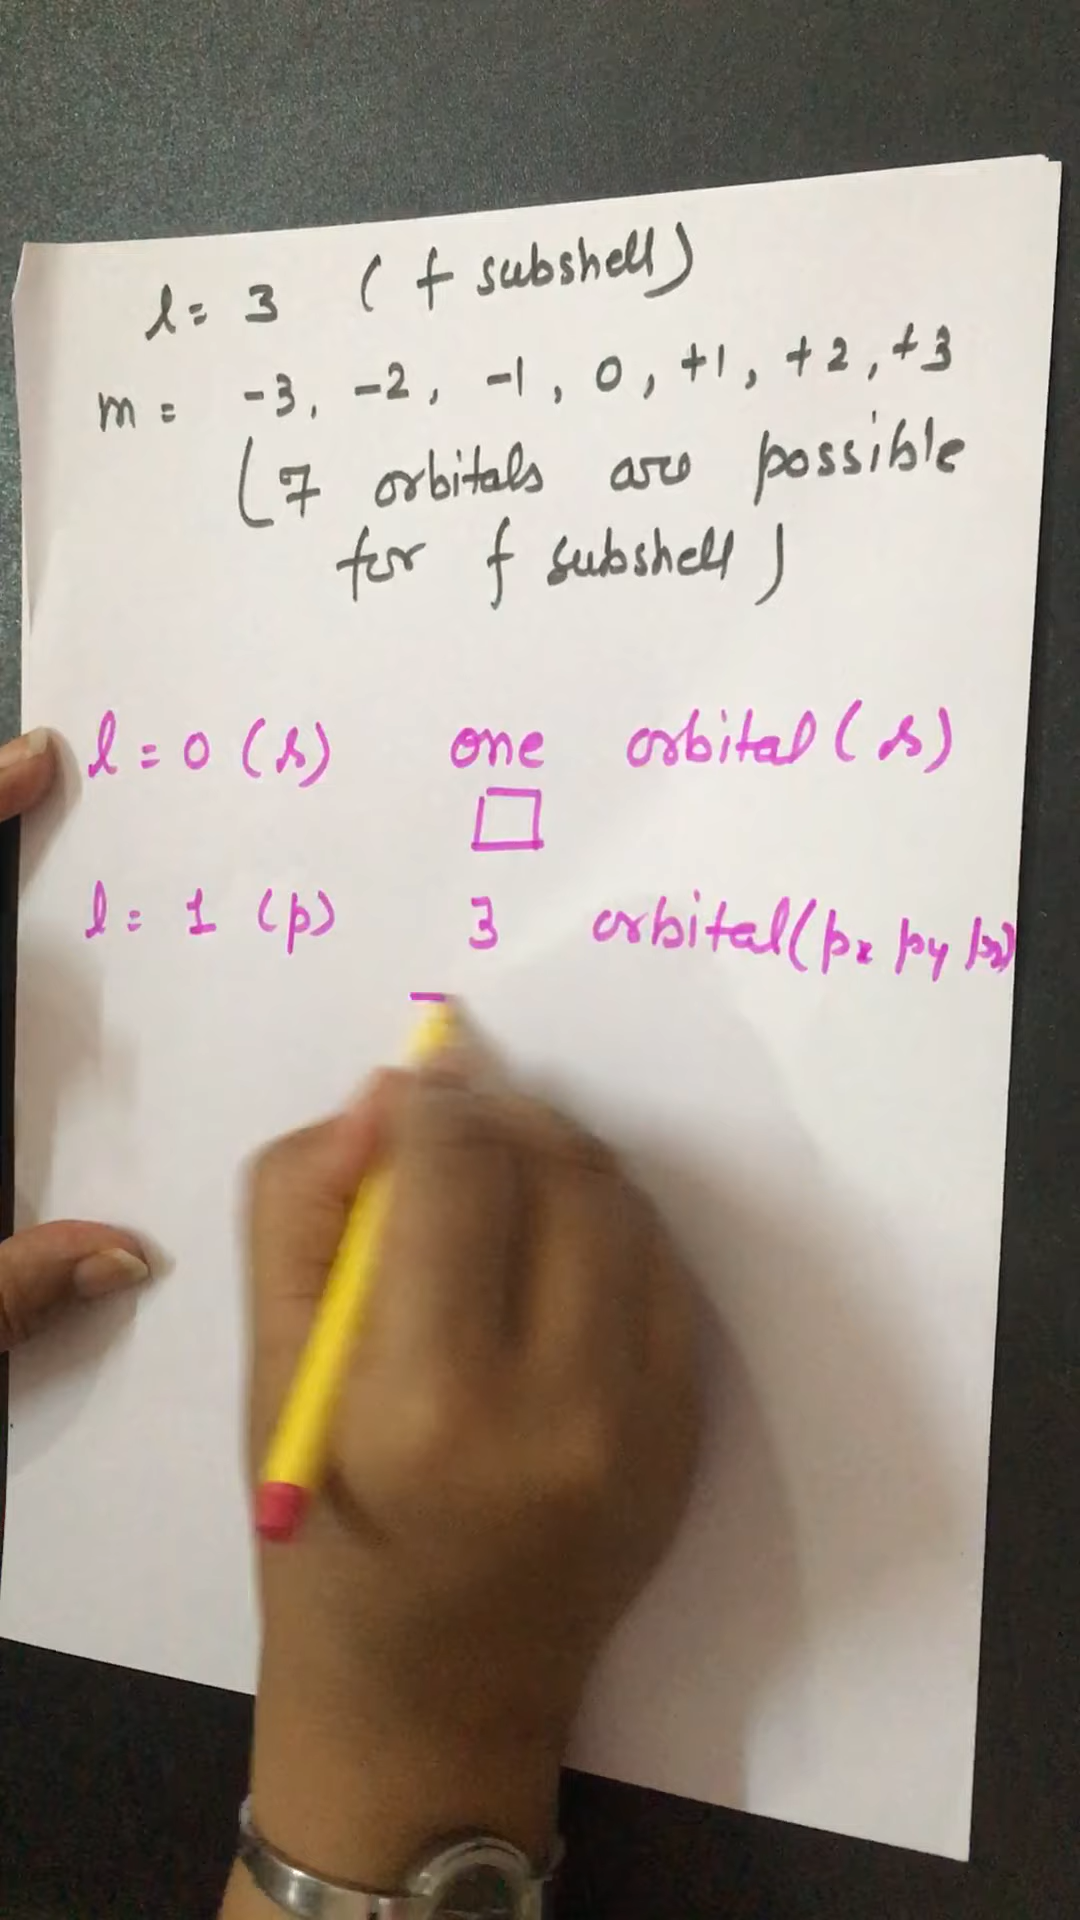 l = 3 ( f subshell)
m = -3, -2, -1, 0, +1, +2, +3
(7 orbitals are possible
for f subshell)
l = 0 (s) one orbital (s)
l = 1 (p) 3 orbital (px py pz)